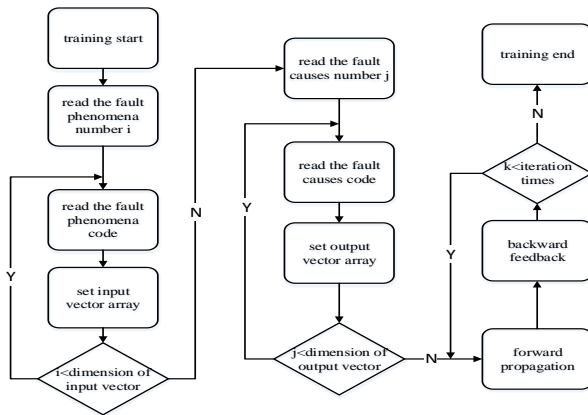 training start
read the fault
phenomena
number i
read the fault
phenomena
code
set input
vector array
i<dimension of
input vector
Y
N
read the fault
causes number j
read the fault
causes code
set output
vector array
j<dimension of
output vector
Y
N
forward
propagation
backward
feedback
k<iteration
times
Y
N
training end